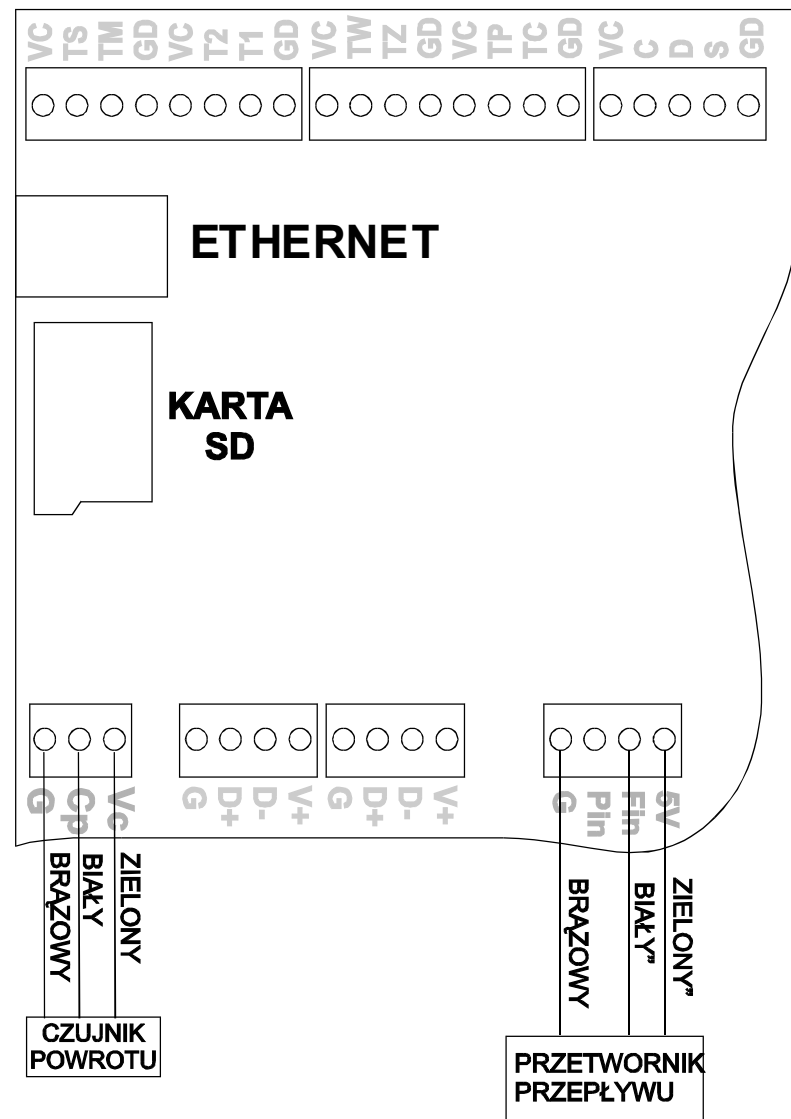 VC TS TM GD VC T2 T1 GD VC TW TZ GD VC TP TC GD VC C D S GD
ETHERNET
KARTA
SD
G Cp Vc G D+ D- V+ G D+ D- V+ G Pin Fin 5V
BRĄZOWY
BIAŁY
ZIELONY
BRĄZOWY
BIAŁY”
ZIELONY”
CZUJNIK
POWROTU
PRZETWORNIK
PRZEPŁYWU